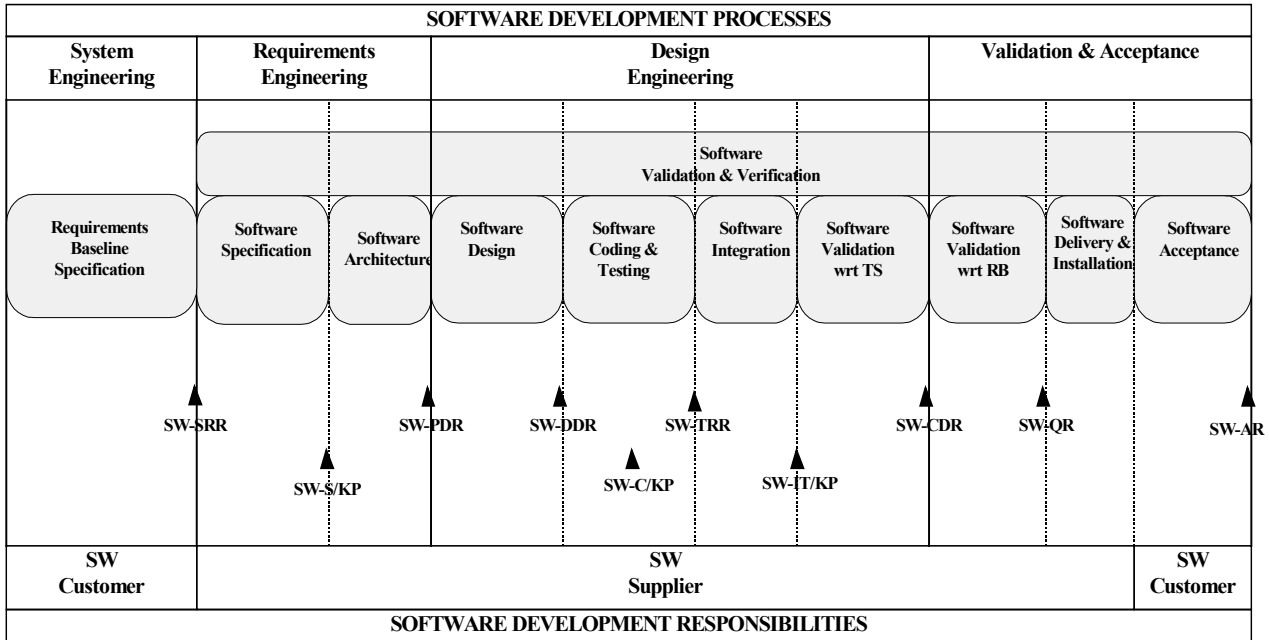 SOFTWARE DEVELOPMENT PROCESSES
System
Engineering
Requirements
Engineering
Design
Engineering
Validation & Acceptance
Software
Validation & Verification
Requirements
Baseline
Specification
Software
Specification
Software
Architecture
Software
Design
Software
Coding &
Testing
Software
Integration
Software
Validation
wrt TS
Software
Validation
wrt RB
Software
Delivery &
Installation
Software
Acceptance
SW-SRR
SW-PDR
SW-DDR
SW-TRR
SW-CDR
SW-QR
SW-AR
SW-S/KP
SW-C/KP
SW-IT/KP
SW
Customer
SW
Supplier
SW
Customer
SOFTWARE DEVELOPMENT RESPONSIBILITIES